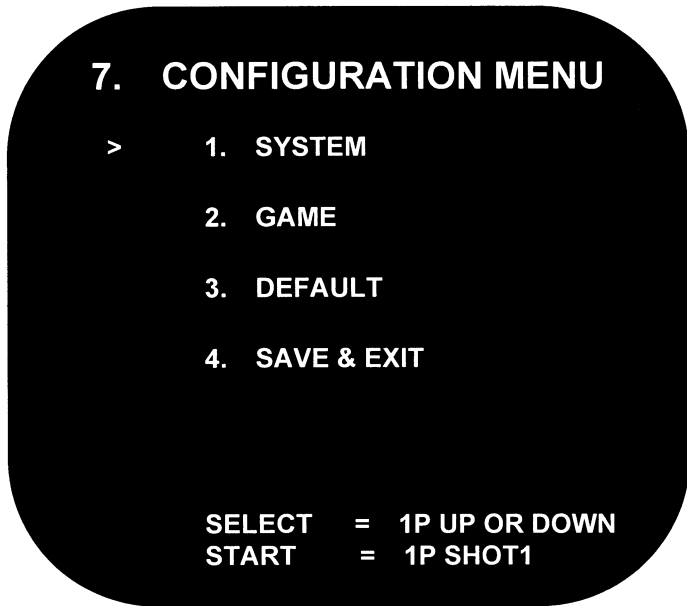 7. CONFIGURATION MENU
> 1. SYSTEM
2. GAME
3. DEFAULT
4. SAVE & EXIT
SELECT = 1P UP OR DOWN
START = 1P SHOT1